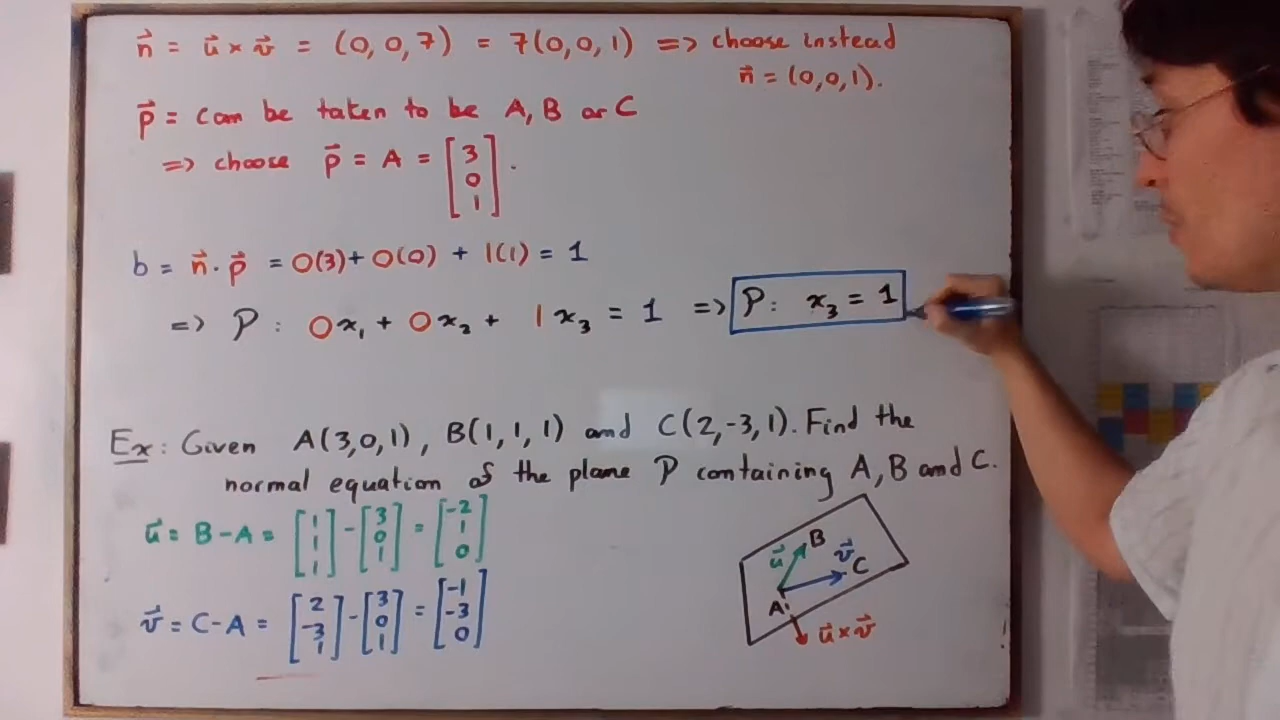 n⃗ = u⃗ × v⃗ = (0, 0, 7) = 7(0, 0, 1) => choose instead
n⃗ = (0, 0, 1).
p⃗ = can be taken to be A, B or C
=> choose p⃗ = A = [3 0 1].
b = n⃗ · p⃗ = 0(3) + 0(0) + 1(1) = 1
=> P : 0x₁ + 0x₂ + 1x₃ = 1 => P: x₃ = 1
Ex: Given A(3, 0, 1), B(1, 1, 1) and C(2, -3, 1). Find the
normal equation of the plane P containing A, B and C.
u⃗ = B - A = [1 1 1] - [3 0 1] = [-2 1 0]
v⃗ = C - A = [2 -3 1] - [3 0 1] = [-1 -3 0]
B
u⃗
v⃗
C
A
u⃗ × v⃗